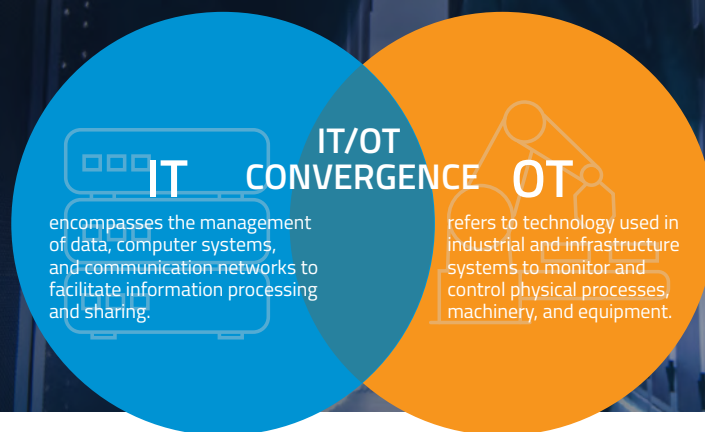 IT/OT
CONVERGENCE
IT
encompasses the management
of data, computer systems,
and communication networks to
facilitate information processing
and sharing.
OT
refers to technology used in
industrial and infrastructure
systems to monitor and
control physical processes,
machinery, and equipment.